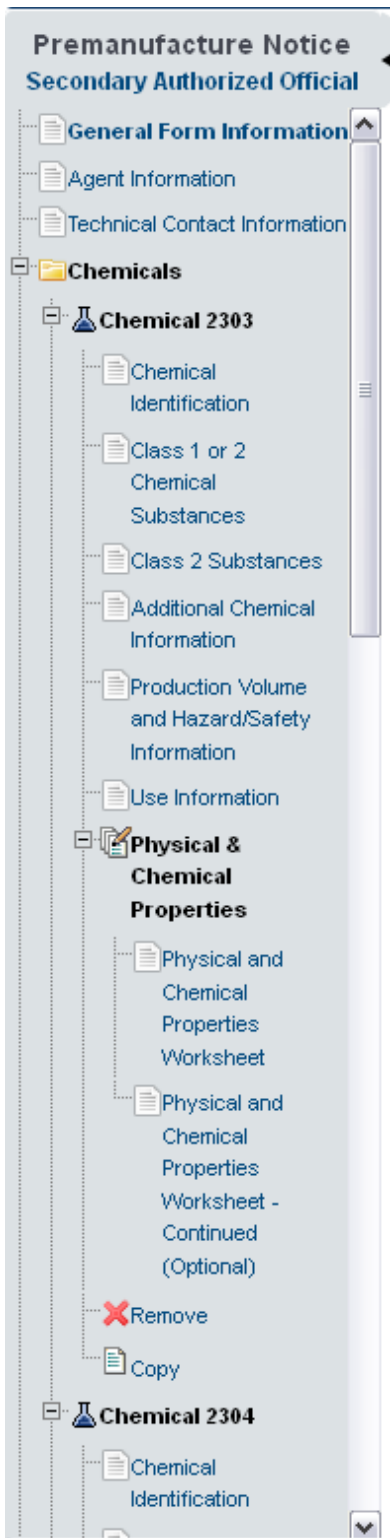 Premanufacture Notice
Secondary Authorized Official
General Form Information
Agent Information
Technical Contact Information
Chemicals
Chemical 2303
Chemical
Identification
Class 1 or 2
Chemical
Substances
Class 2 Substances
Additional Chemical
Information
Production Volume
and Hazard/Safety
Information
Use Information
Physical &
Chemical
Properties
Physical and
Chemical
Properties
Worksheet
Physical and
Chemical
Properties
Worksheet -
Continued
(Optional)
Remove
Copy
Chemical 2304
Chemical
Identification